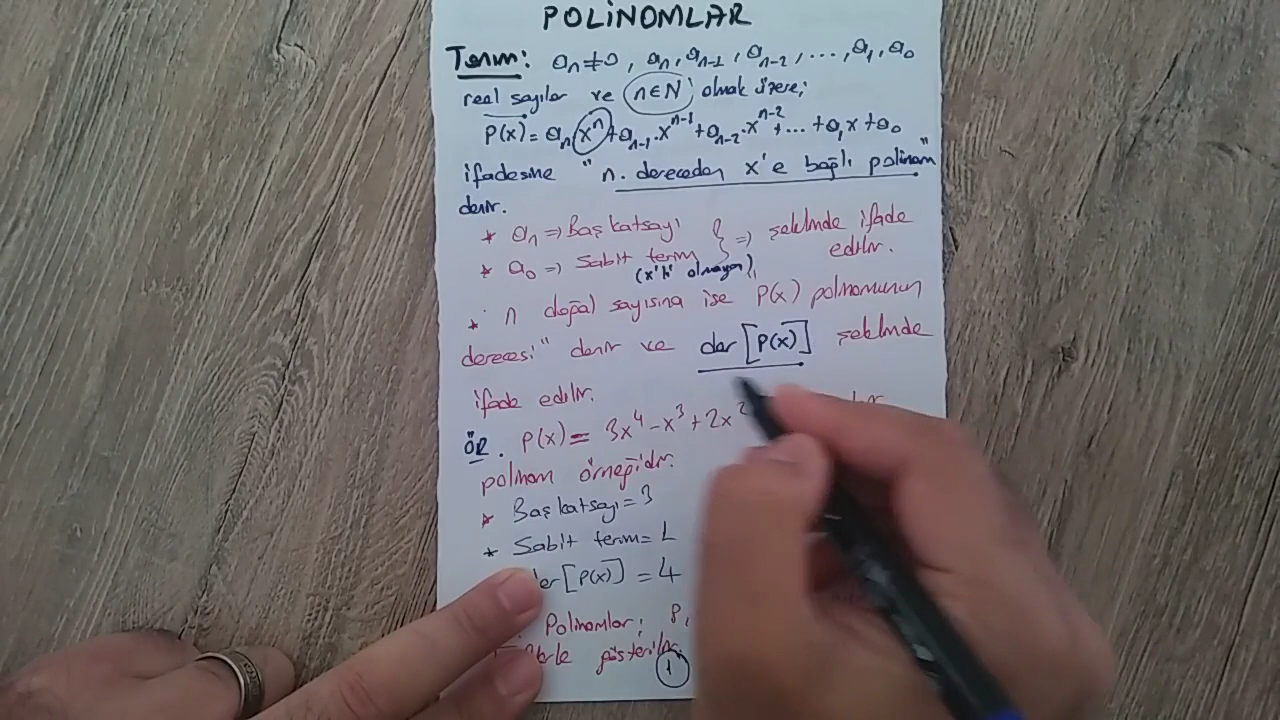 POLİNOMLAR
Tanım: aₙ ≠ 0, aₙ, aₙ₋₁, aₙ₋₂, ..., a₁, a₀
real sayılar ve n∈N olmak üzere;
P(x) = aₙ xⁿ + aₙ₋₁.xⁿ⁻¹ + aₙ₋₂.xⁿ⁻² + ... + a₁x + a₀
ifadesine " n. dereceden x'e bağlı polinom"
denir.
* aₙ => Baş katsayı } => şeklinde ifade
* a₀ => Sabit terim edilir.
(x'li olmayan)
* n doğal sayısına ise P(x) polinomunun
derecesi" denir ve der [P(x)] şeklinde
ifade edilir.
ÖR. P(x) = 3x⁴ - x³ + 2x²
polinom örneğidir.
* Baş katsayı = 3
* Sabit terim = 1
der [P(x)] = 4
Polinomlar; P,
gösterilir.
1